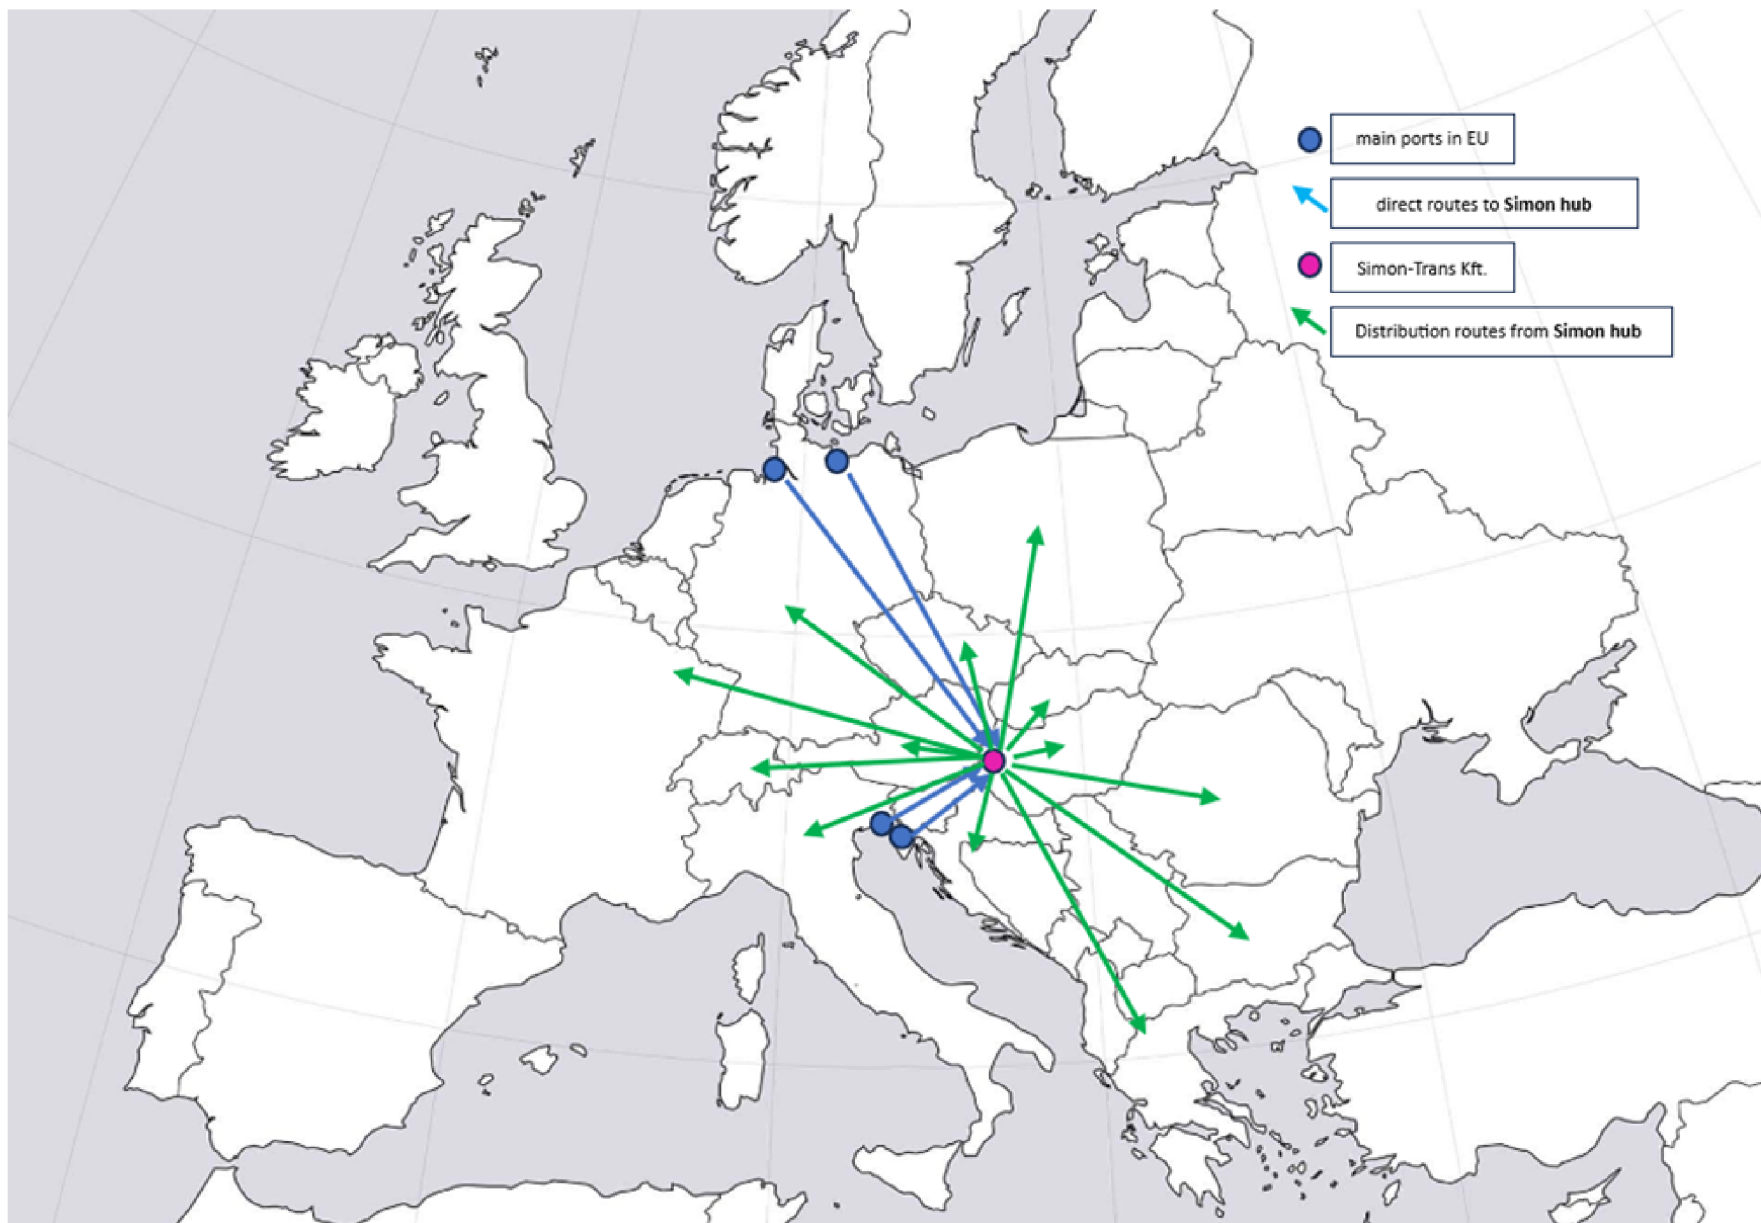 main ports in EU
direct routes to Simon hub
Simon-Trans Kft.
Distribution routes from Simon hub